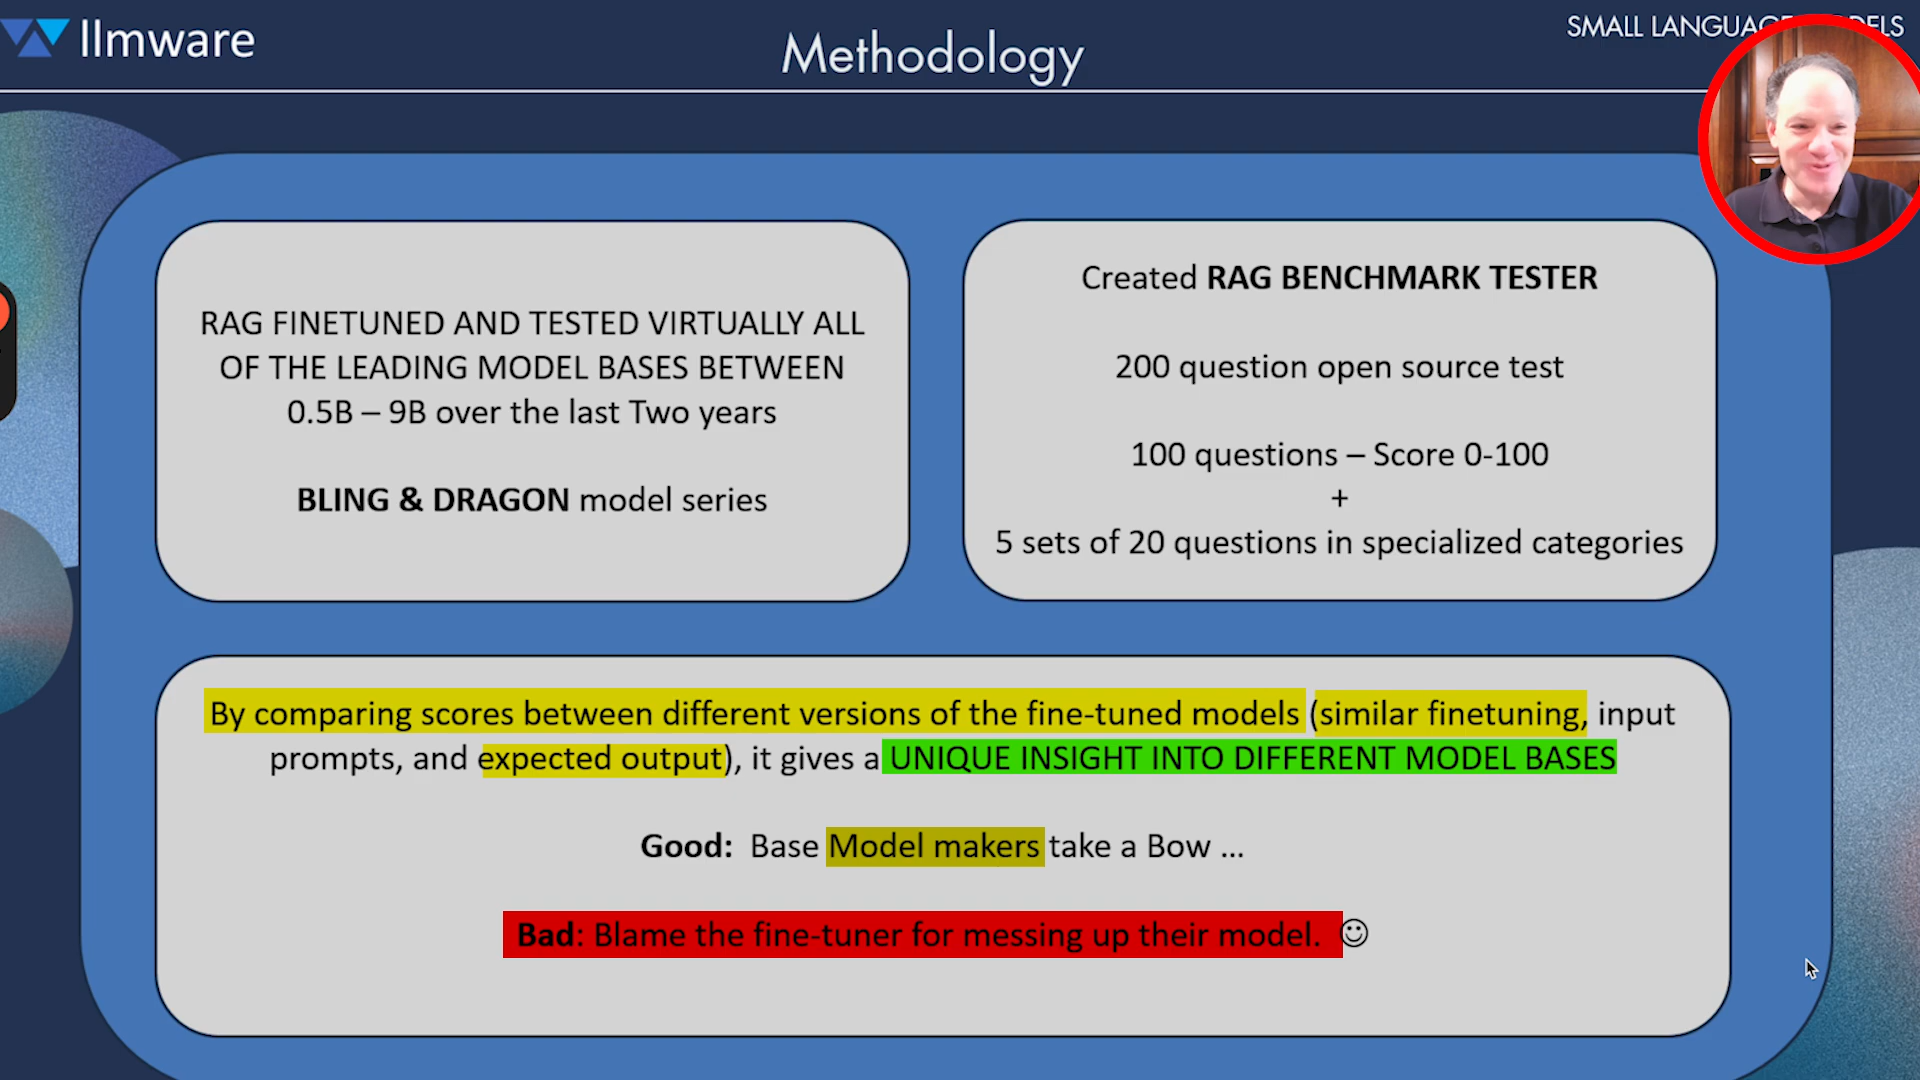 llmware
Methodology
SMALL LANGUAGE
RAG FINETUNED AND TESTED VIRTUALLY ALL
OF THE LEADING MODEL BASES BETWEEN
0.5B – 9B over the last Two years
BLING & DRAGON model series
Created RAG BENCHMARK TESTER
200 question open source test
100 questions – Score 0-100
+
5 sets of 20 questions in specialized categories
By comparing scores between different versions of the fine-tuned models (similar finetuning, input
prompts, and expected output), it gives a UNIQUE INSIGHT INTO DIFFERENT MODEL BASES
Good: Base Model makers take a Bow ...
Bad: Blame the fine-tuner for messing up their model. ☺